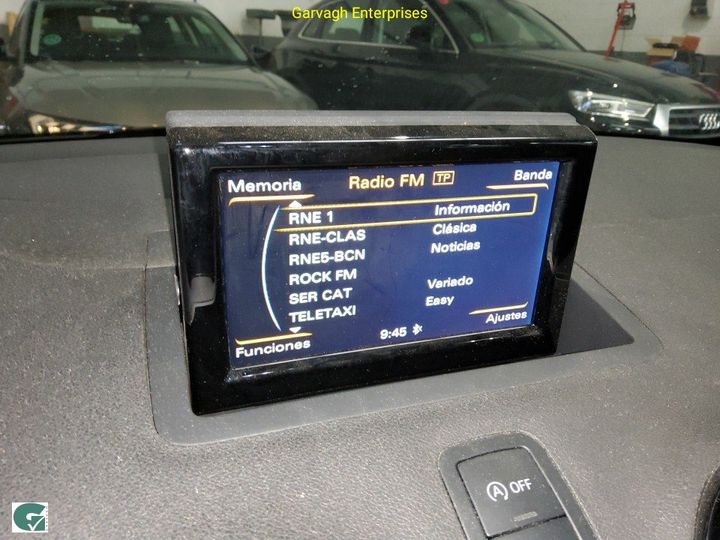 Garvagh Enterprises
Memoria
Radio FM TP
Banda
RNE 1 Información
RNE-CLAS Clásica
RNE5-BCN Noticias
ROCK FM
SER CAT Variado
TELETAXI Easy
Funciones
9:45
Ajustes
A OFF